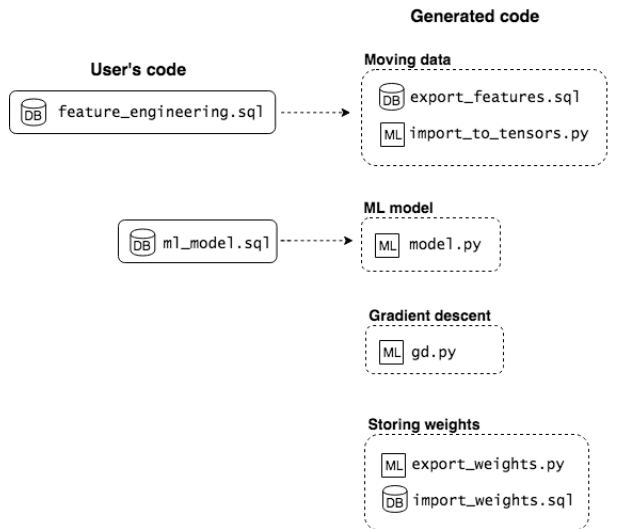 Generated code
User's code
Moving data
DB feature_engineering.sql
DB export_features.sql
ML import_to_tensors.py
ML model
DB ml_model.sql
ML model.py
Gradient descent
ML gd.py
Storing weights
ML export_weights.py
DB import_weights.sql